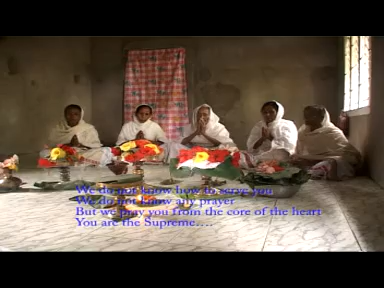 We do not know how to serve you
We do not know any prayer
But we pray you from the core of the heart
You are the Supreme....